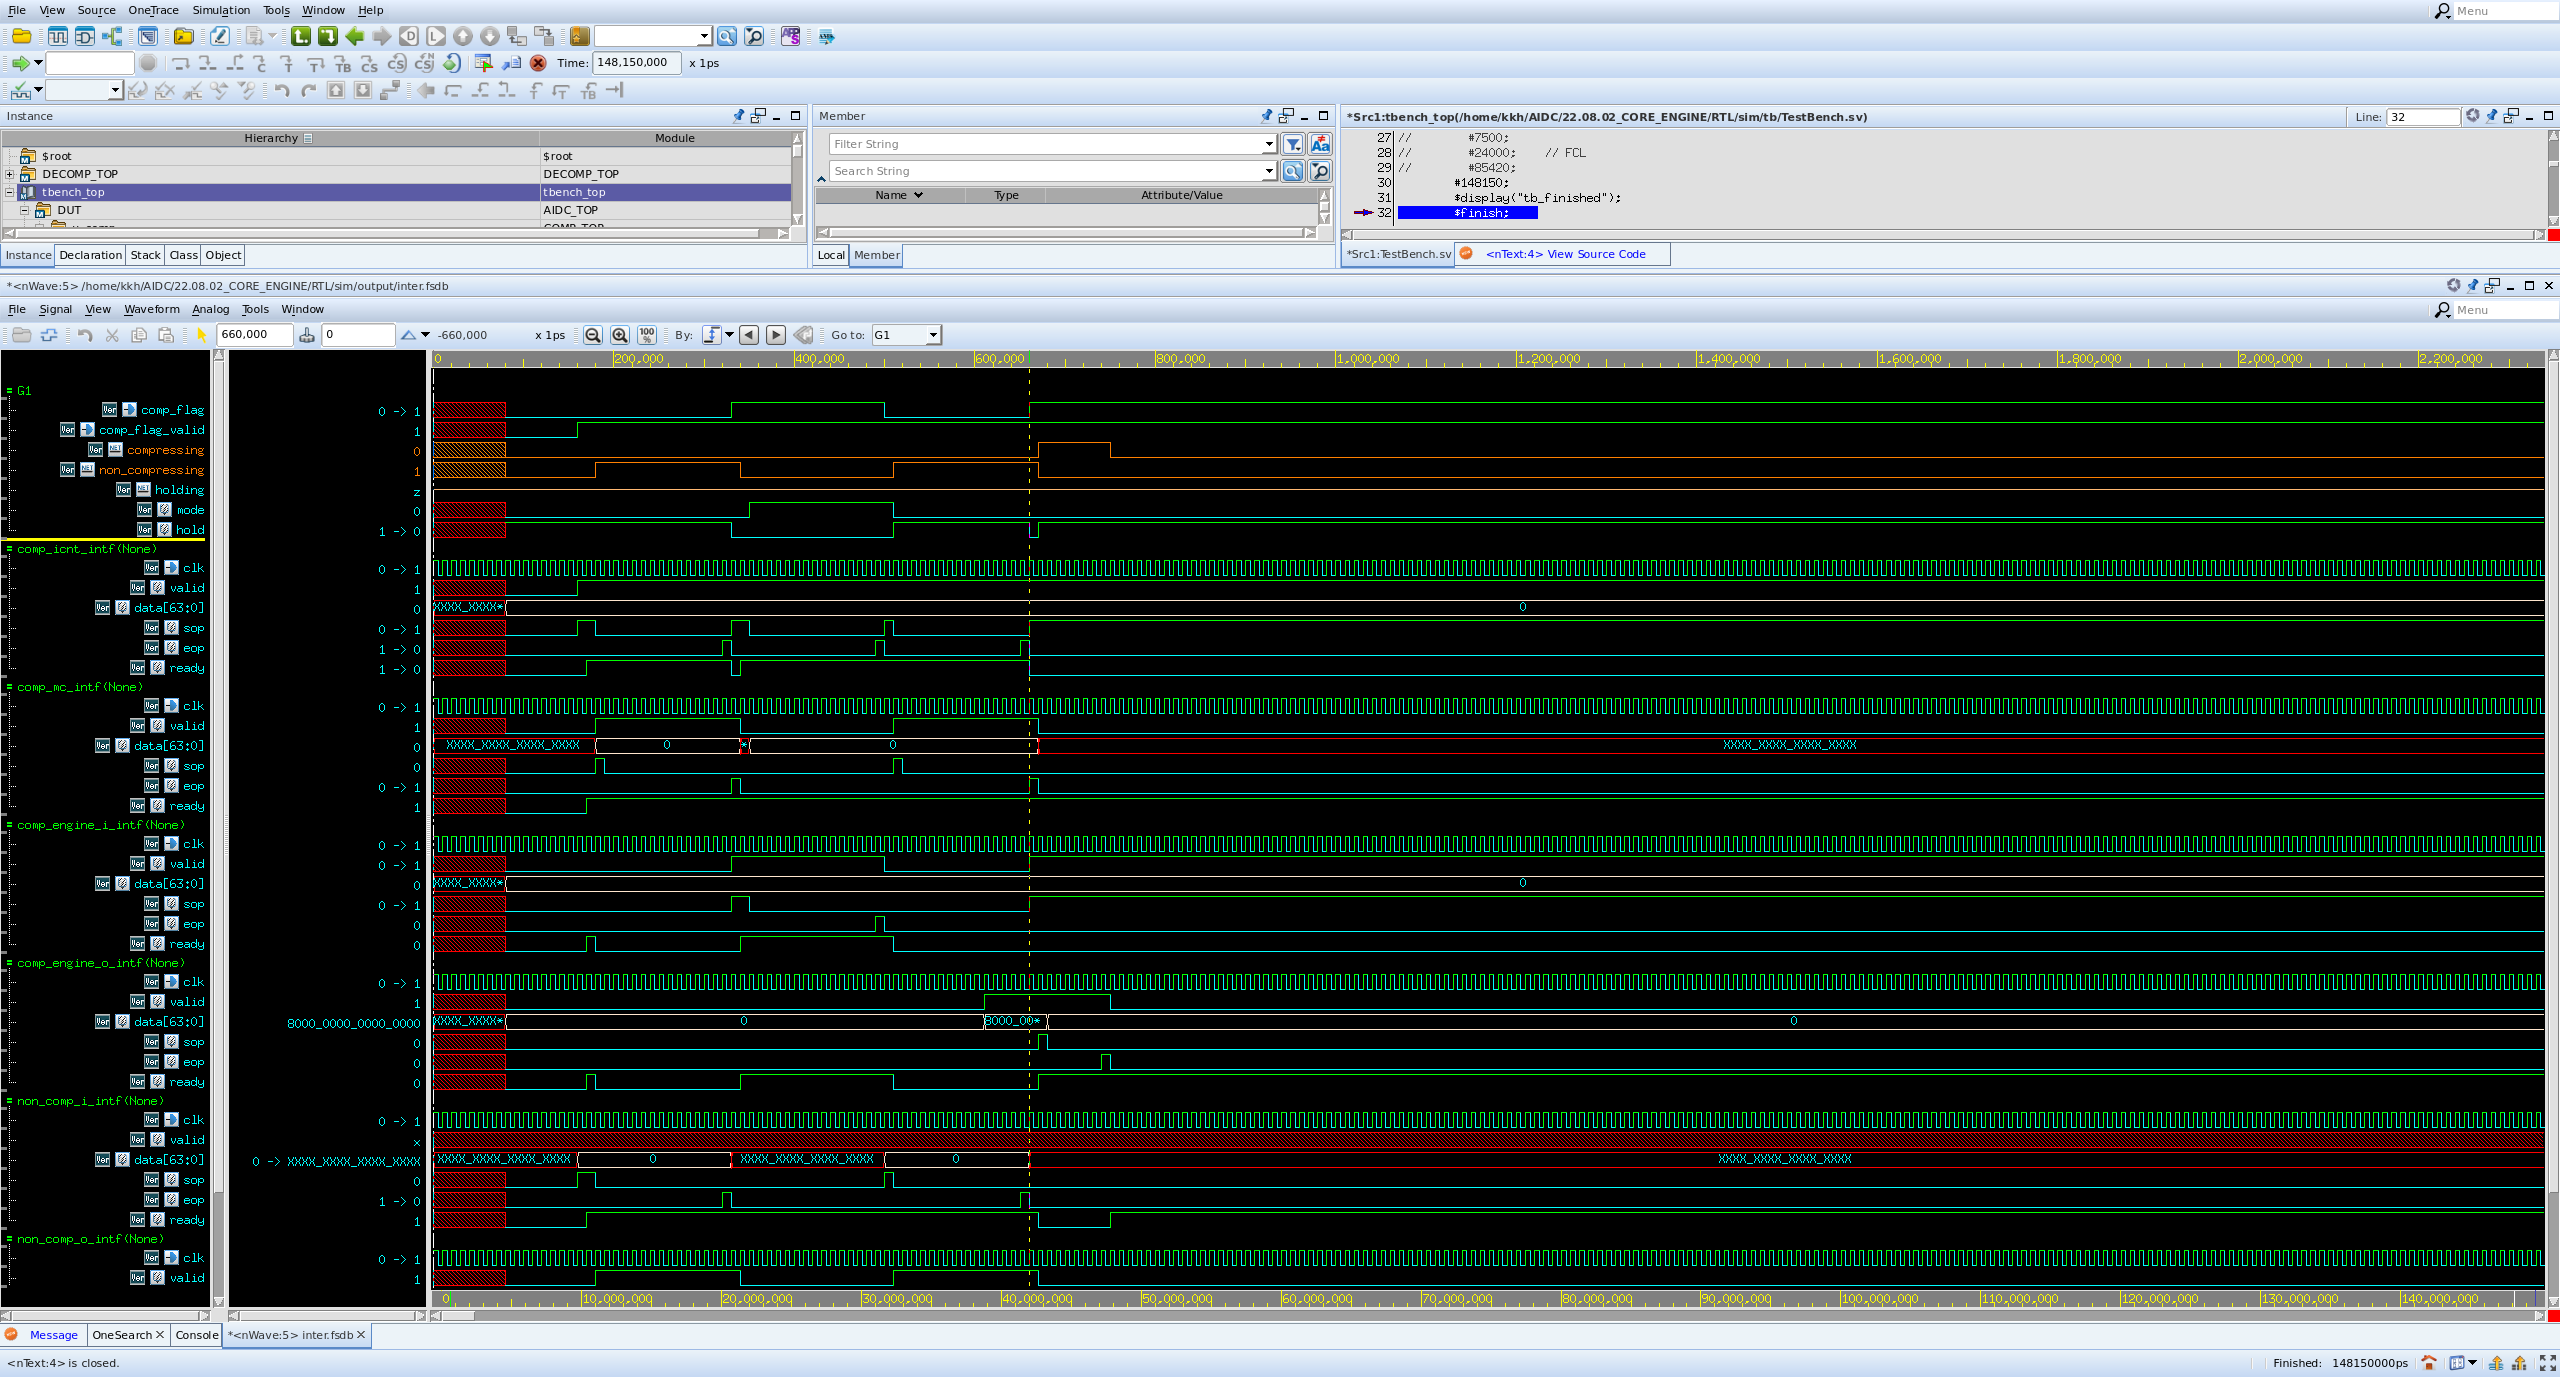 File View Source OneTrace Simulation Tools Window Help
Menu
Time: 148,150,000 x 1ps
Instance
Hierarchy Module
$root $root
DECOMP_TOP DECOMP_TOP
tbench_top tbench_top
DUT AIDC_TOP
Instance Declaration Stack Class Object
Member
Filter String
Search String
Name Type Attribute/Value
Local Member
*Src1:tbench_top(/home/kkh/AIDC/22.08.02_CORE_ENGINE/RTL/sim/tb/TestBench.sv)
Line: 32
27 // #7500;
28 // #24000; // FCL
29 // #85420;
30 #148150;
31 $display("tb_finished");
32 $finish;
*Src1:TestBench.sv <nText:4> View Source Code
*<nWave:5> /home/kkh/AIDC/22.08.02_CORE_ENGINE/RTL/sim/output/inter.fsdb
File Signal View Waveform Analog Tools Window
Menu
660,000 0 -660,000 x 1ps 100% By: Go to: G1
0 200,000 400,000 600,000 800,000 1,000,000 1,200,000 1,400,000 1,600,000 1,800,000 2,000,000 2,200,000
G1
comp_flag 0 -> 1
comp_flag_valid 1
compressing 0
non_compressing 1
holding z
mode 0
hold 1 -> 0
comp_icnt_intf(None)
clk 0 -> 1
valid 1
data[63:0] 0 XXXX_XXXX* 0
sop 0 -> 1
eop 1 -> 0
ready 1 -> 0
comp_mc_intf(None)
clk 0 -> 1
valid 1
data[63:0] 0 XXXX_XXXX_XXXX_XXXX 0 * 0 XXXX_XXXX_XXXX_XXXX
sop 0
eop 0 -> 1
ready 1
comp_engine_i_intf(None)
clk 0 -> 1
valid 0 -> 1
data[63:0] 0 XXXX_XXXX* 0
sop 0 -> 1
eop 0
ready 0
comp_engine_o_intf(None)
clk 0 -> 1
valid 1
data[63:0] 8000_0000_0000_0000 XXXX_XXXX* 0 8000_00* 0
sop 0
eop 0
ready 0
non_comp_i_intf(None)
clk 0 -> 1
valid x
data[63:0] 0 -> XXXX_XXXX_XXXX_XXXX XXXX_XXXX_XXXX_XXXX 0 XXXX_XXXX_XXXX_XXXX 0 XXXX_XXXX_XXXX_XXXX
sop 0
eop 1 -> 0
ready 1
non_comp_o_intf(None)
clk 0 -> 1
valid 1
0 10,000,000 20,000,000 30,000,000 40,000,000 50,000,000 60,000,000 70,000,000 80,000,000 90,000,000 100,000,000 110,000,000 120,000,000 130,000,000 140,000,000
Message OneSearch Console *<nWave:5> inter.fsdb
<nText:4> is closed.
Finished: 148150000ps